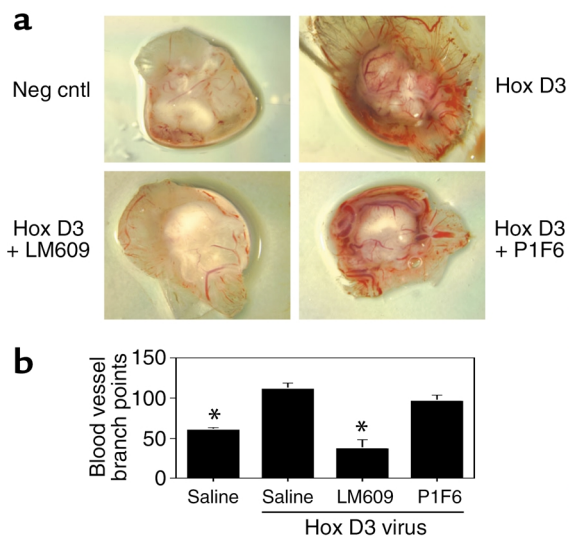 a
Neg cntl
Hox D3
Hox D3
+ LM609
Hox D3
+ P1F6
b
Blood vessel
branch points
150
100
50
0
*
*
Saline
Saline
LM609
P1F6
Hox D3 virus